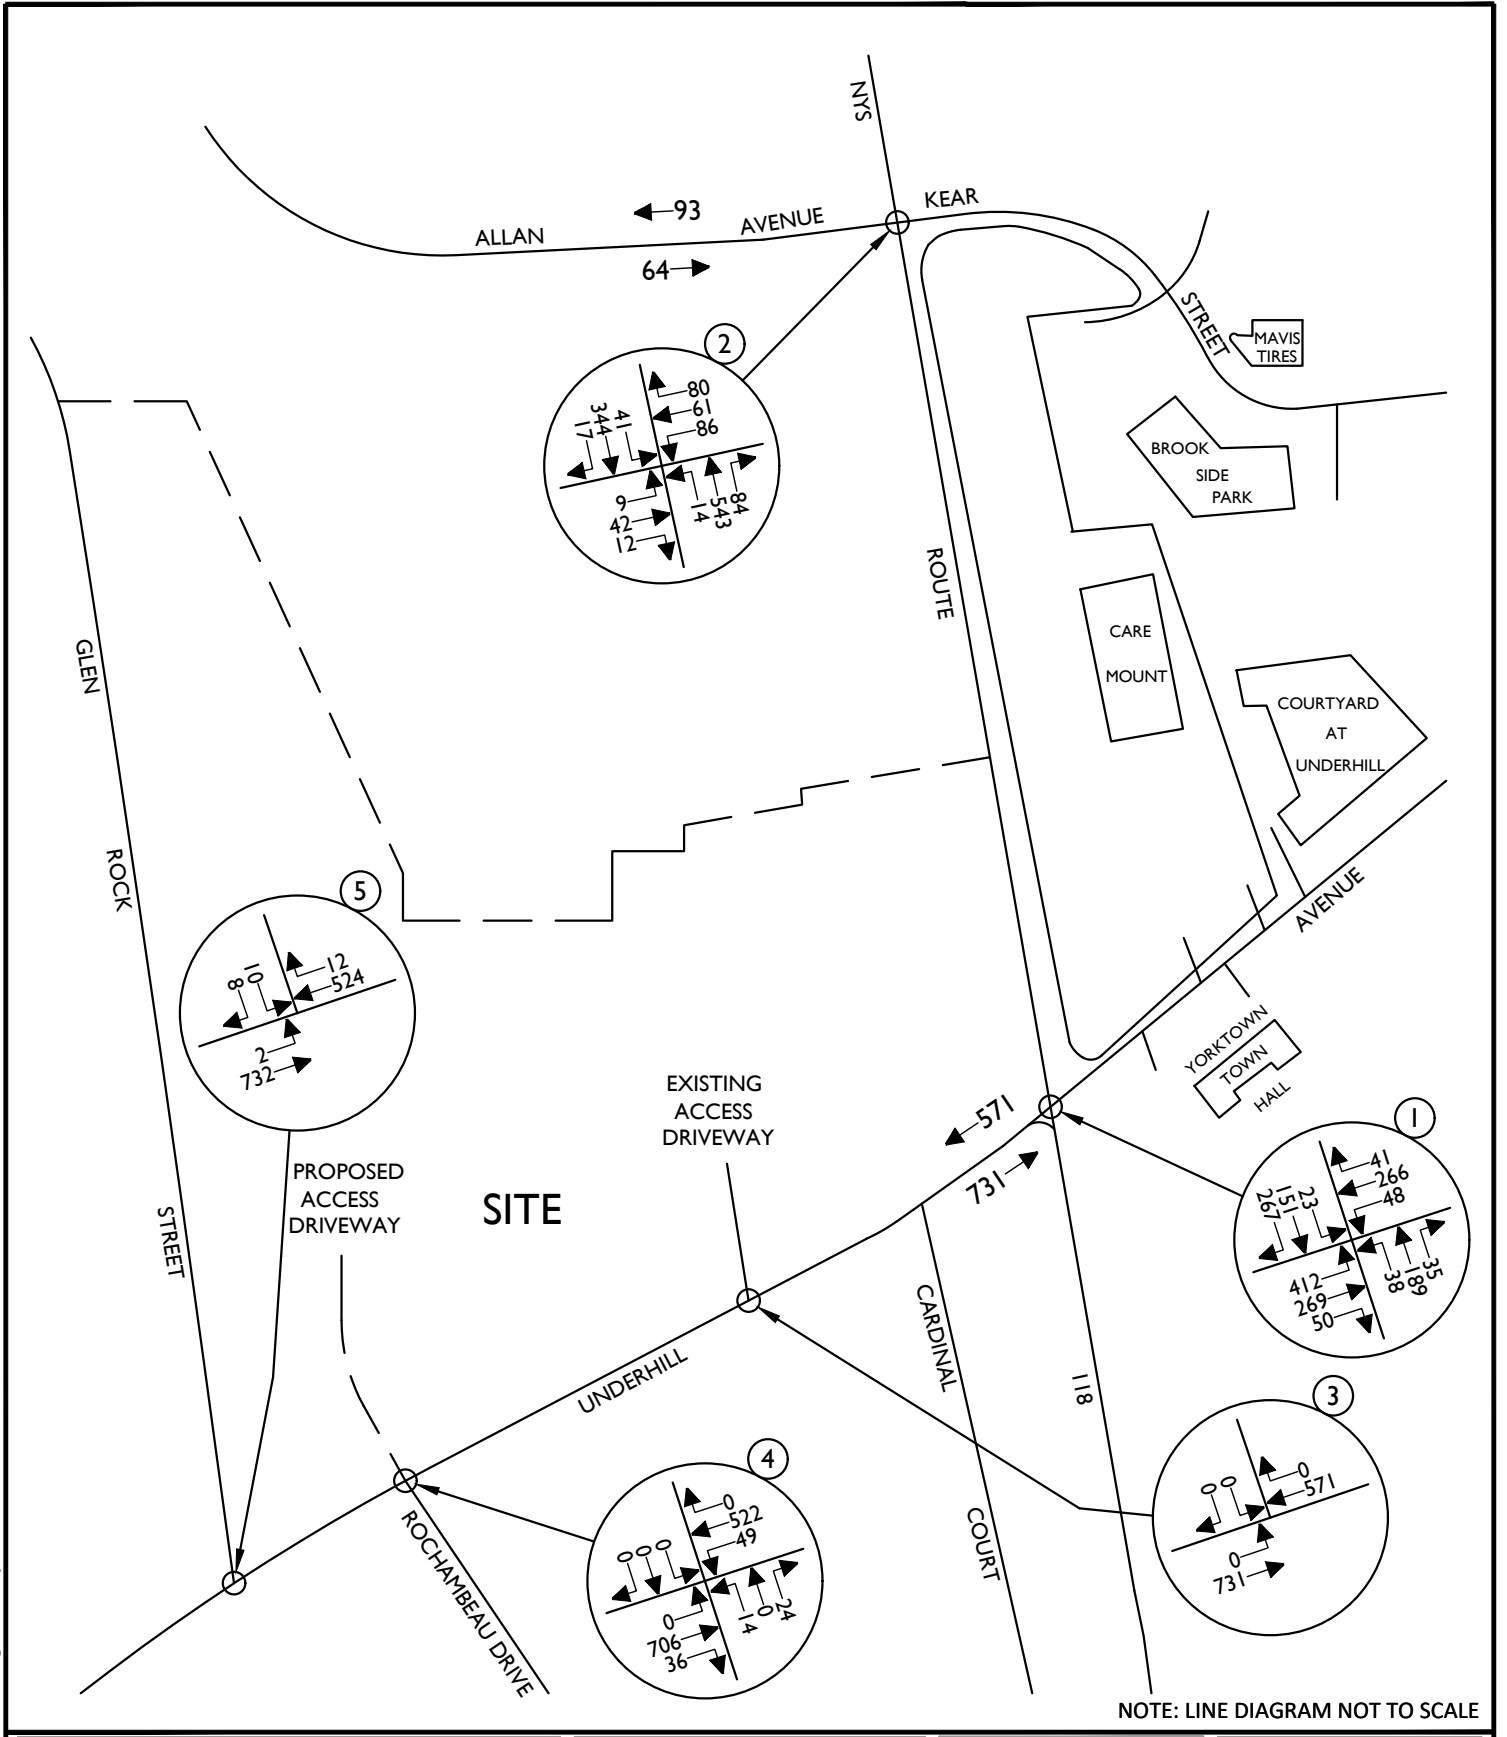 NYS
KEAR
93
ALLAN
AVENUE
64
STREET
MAVIS
TIRES
2
80
61
86
17
344
41
9
42
12
14
543
84
BROOK
SIDE
PARK
ROUTE
CARE
MOUNT
GLEN
COURTYARD
AT
UNDERHILL
ROCK
AVENUE
5
8
10
12
524
2
732
YORKTOWN
TOWN
HALL
EXISTING
ACCESS
DRIVEWAY
571
731
1
41
266
48
267
151
23
412
269
50
38
189
35
PROPOSED
ACCESS
DRIVEWAY
SITE
STREET
CARDINAL
UNDERHILL
118
3
0
0
0
571
0
731
4
0
522
49
0
0
0
0
706
36
14
0
24
COURT
ROCHAMBEAU DRIVE
NOTE: LINE DIAGRAM NOT TO SCALE